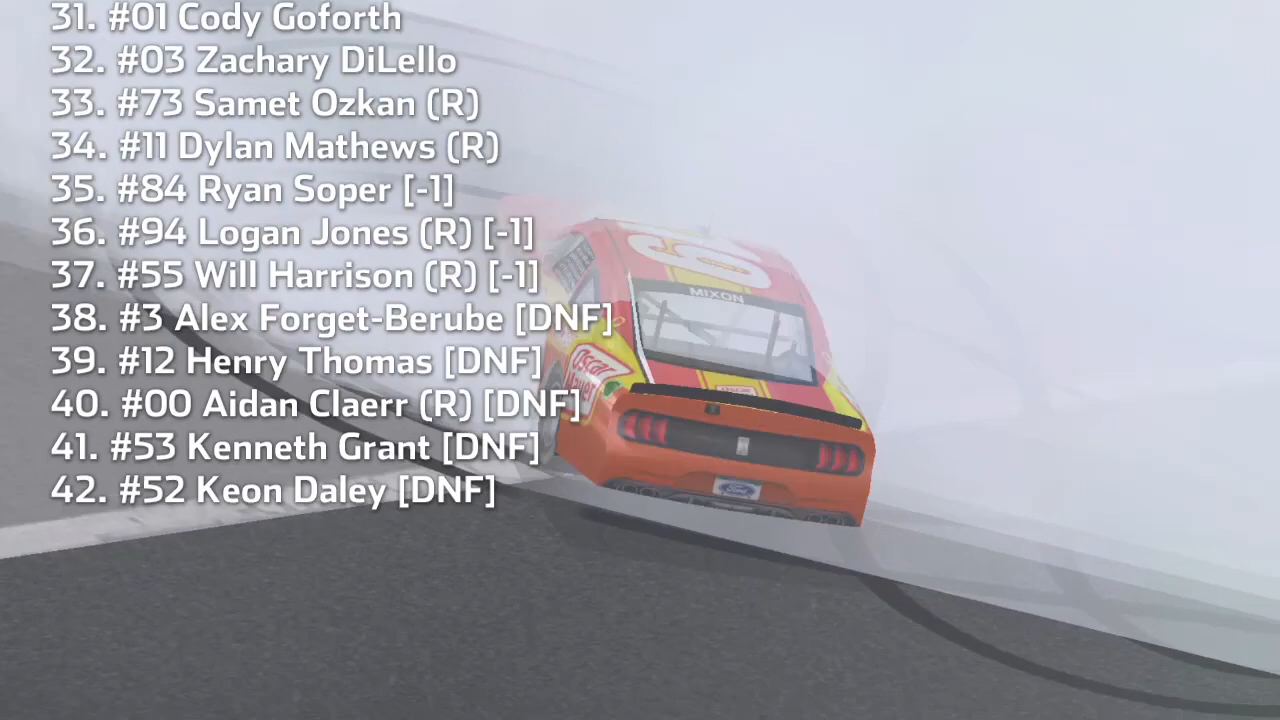 31. #01 Cody Goforth
32. #03 Zachary DiLello
33. #73 Samet Ozkan (R)
34. #11 Dylan Mathews (R)
35. #84 Ryan Soper [-1]
36. #94 Logan Jones (R) [-1]
37. #55 Will Harrison (R) [-1]
38. #3 Alex Forget-Berube [DNF]
39. #12 Henry Thomas [DNF]
40. #00 Aidan Claerr (R) [DNF]
41. #53 Kenneth Grant [DNF]
42. #52 Keon Daley [DNF]
MIXON
Oscar
Mayer
Ford